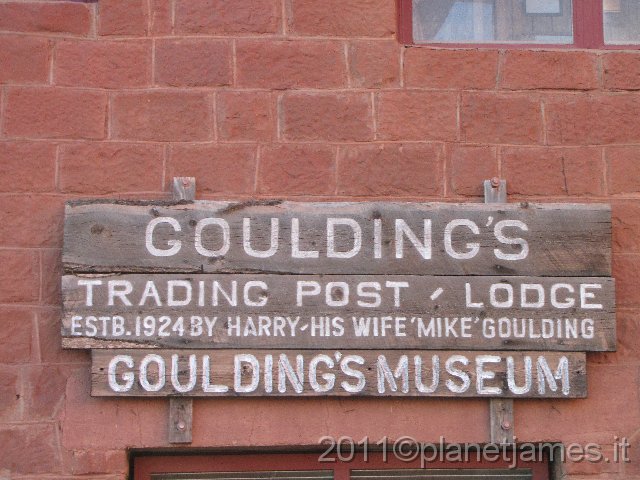 GOULDING'S
TRADING POST - LODGE
ESTB. 1924 BY HARRY-HIS WIFE 'MIKE' GOULDING
GOULDING'S MUSEUM
2011©planetjames.it